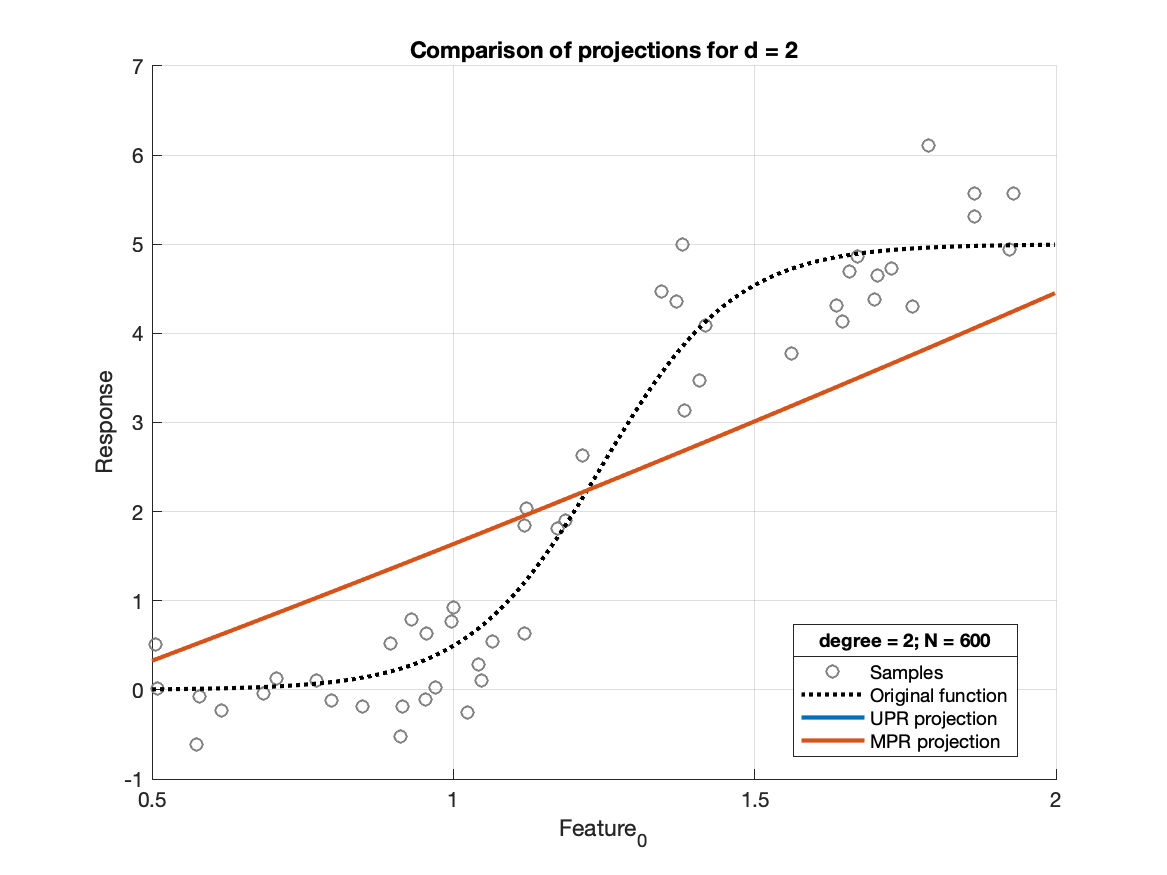 Comparison of projections for d = 2
7
6
5
4
3
2
1
0
-1
Response
0.5
1
1.5
2
Feature0
degree = 2; N = 600
Samples
Original function
UPR projection
MPR projection